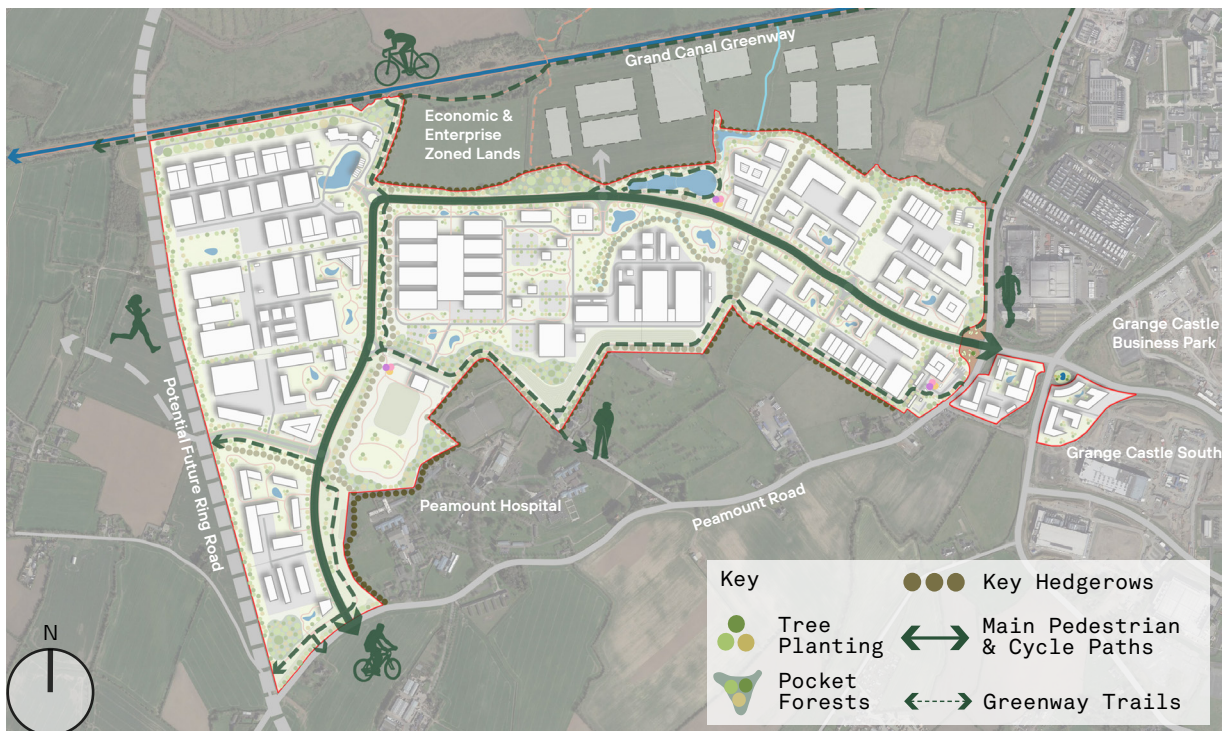 Grand Canal Greenway
Economic &
Enterprise
Zoned Lands
Grange Castle
Business Park
Potential Future Ring Road
Grange Castle South
Peamount Hospital
Peamount Road
N
Key
Tree
Planting
Pocket
Forests
Key Hedgerows
Main Pedestrian
& Cycle Paths
Greenway Trails